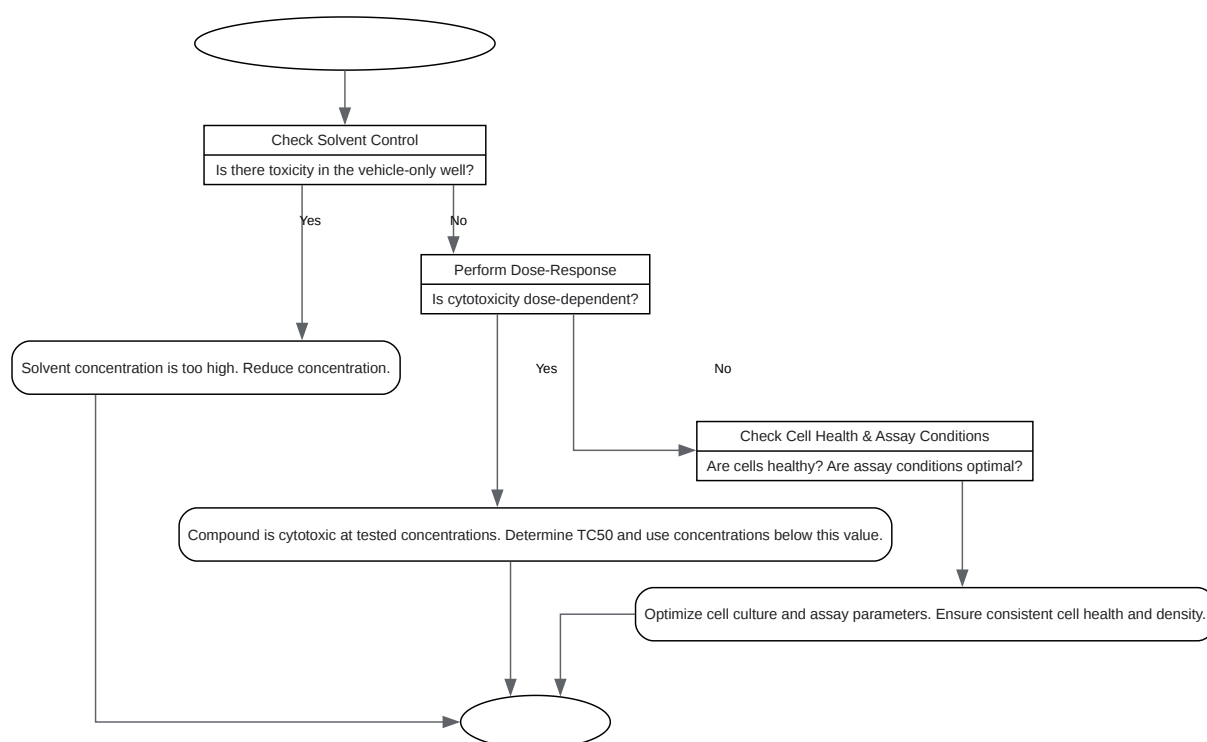 Check Solvent Control
Is there toxicity in the vehicle-only well?
Yes
No
Perform Dose-Response
Is cytotoxicity dose-dependent?
Solvent concentration is too high. Reduce concentration.
Yes
No
Check Cell Health & Assay Conditions
Are cells healthy? Are assay conditions optimal?
Compound is cytotoxic at tested concentrations. Determine TC50 and use concentrations below this value.
Optimize cell culture and assay parameters. Ensure consistent cell health and density.